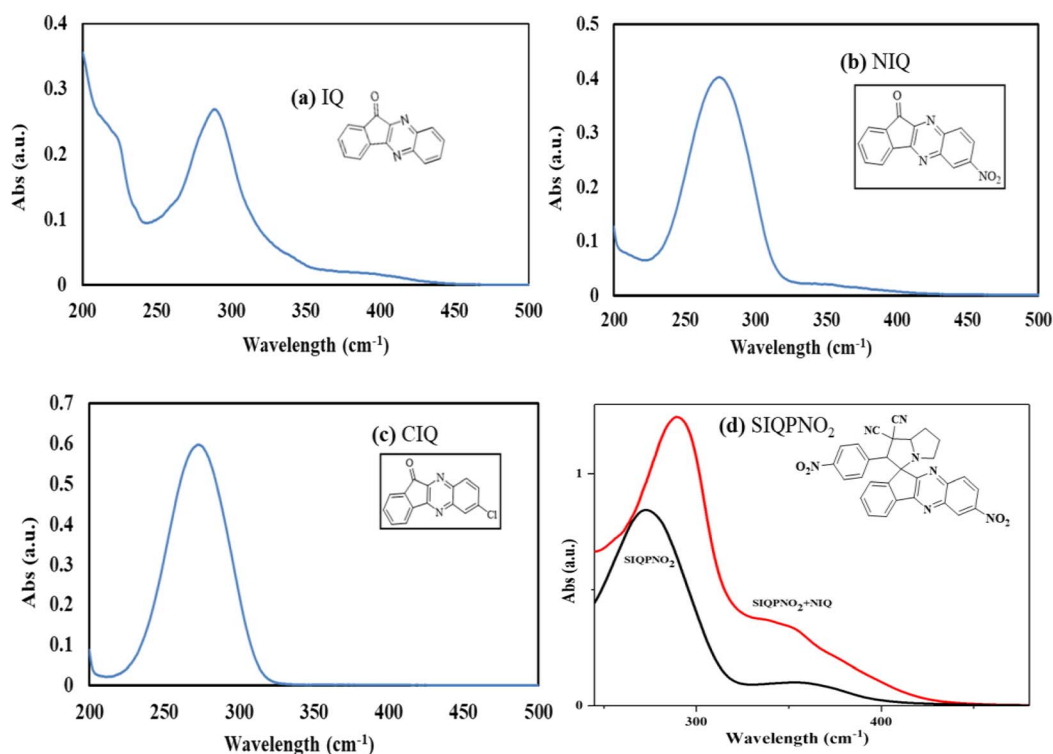 (a) IQ
O
N
N
Abs (a.u.)
0.4
0.3
0.2
0.1
0
200 250 300 350 400 450 500
Wavelength (cm-1)
(b) NIQ
O
N
N
NO2
Abs (a.u.)
0.5
0.4
0.3
0.2
0.1
0
200 250 300 350 400 450 500
Wavelength (cm-1)
(c) CIQ
O
N
N
Cl
Abs (a.u.)
0.7
0.6
0.5
0.4
0.3
0.2
0.1
0
200 250 300 350 400 450 500
Wavelength (cm-1)
(d) SIQPNO2
NC CN
O2N
N
N
N
NO2
SIQPNO2
SIQPNO2+NIQ
Abs (a.u.)
1
0
300 400
Wavelength (cm-1)